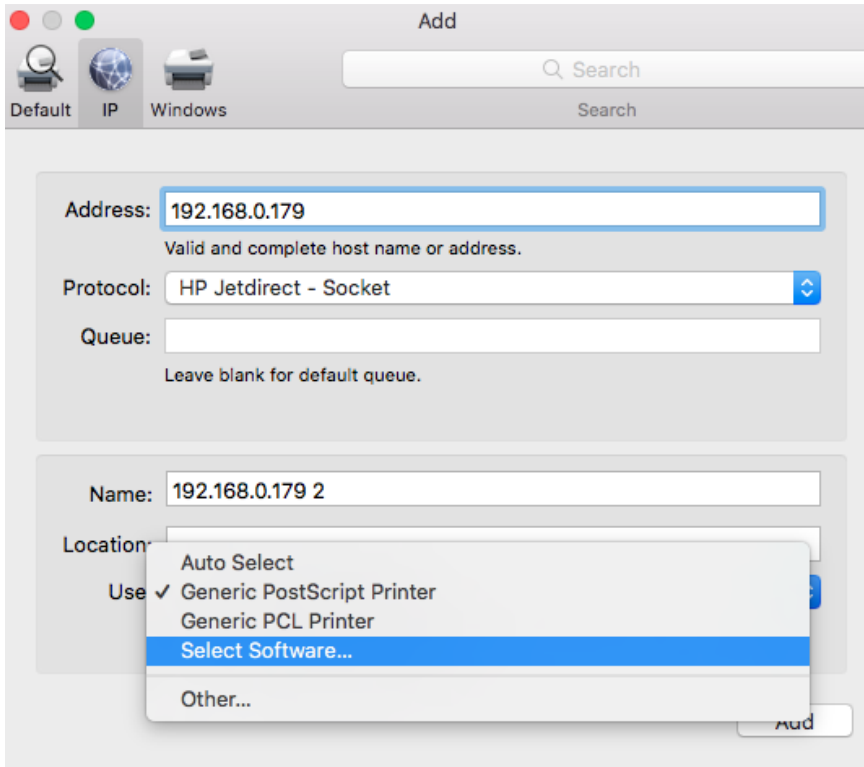 Add
Search
Default IP Windows Search
Address: 192.168.0.179
Valid and complete host name or address.
Protocol: HP Jetdirect - Socket
Queue:
Leave blank for default queue.
Name: 192.168.0.179 2
Location:
Auto Select
Use ✓ Generic PostScript Printer
Generic PCL Printer
Select Software...
Other...
Add